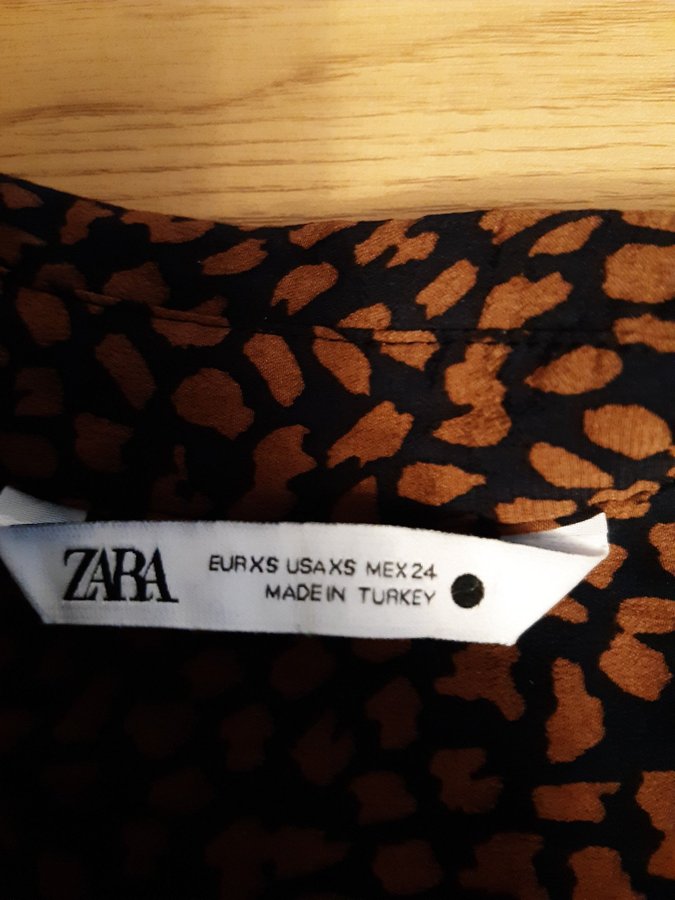 ZARA
EUR XS USA XS MEX 24
MADE IN TURKEY